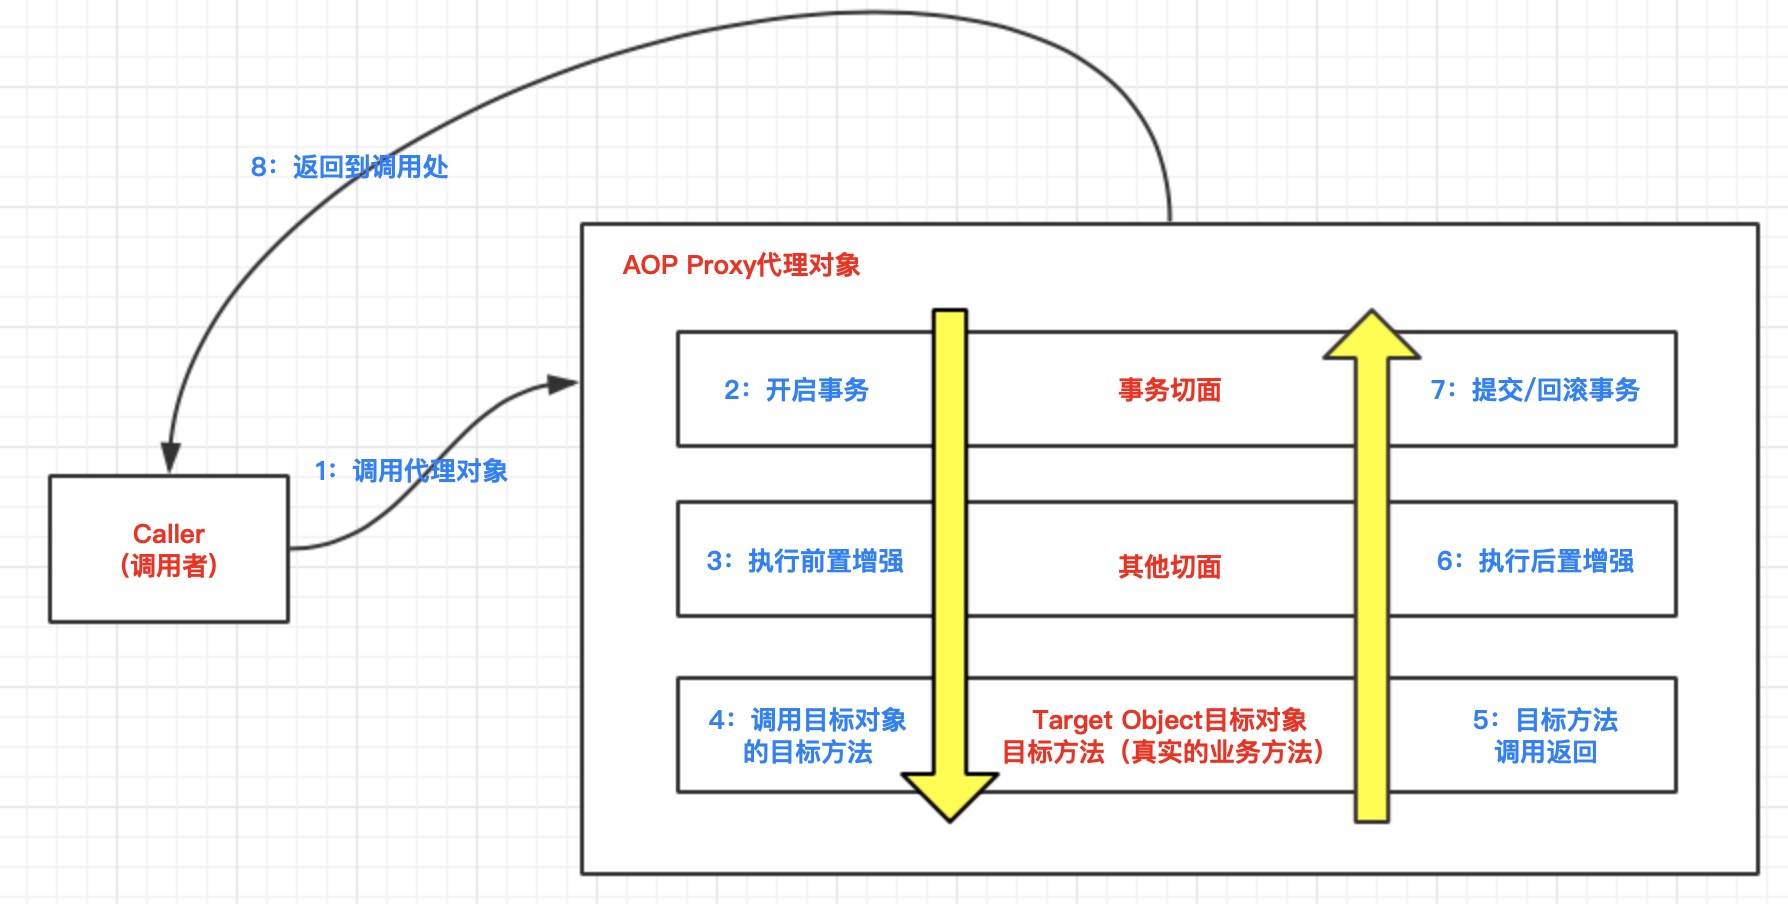 8：返回到调用处
AOP Proxy代理对象
2：开启事务
事务切面
7：提交/回滚事务
1：调用代理对象
Caller
（调用者）
3：执行前置增强
其他切面
6：执行后置增强
4：调用目标对象
的目标方法
Target Object目标对象
目标方法（真实的业务方法）
5：目标方法
调用返回